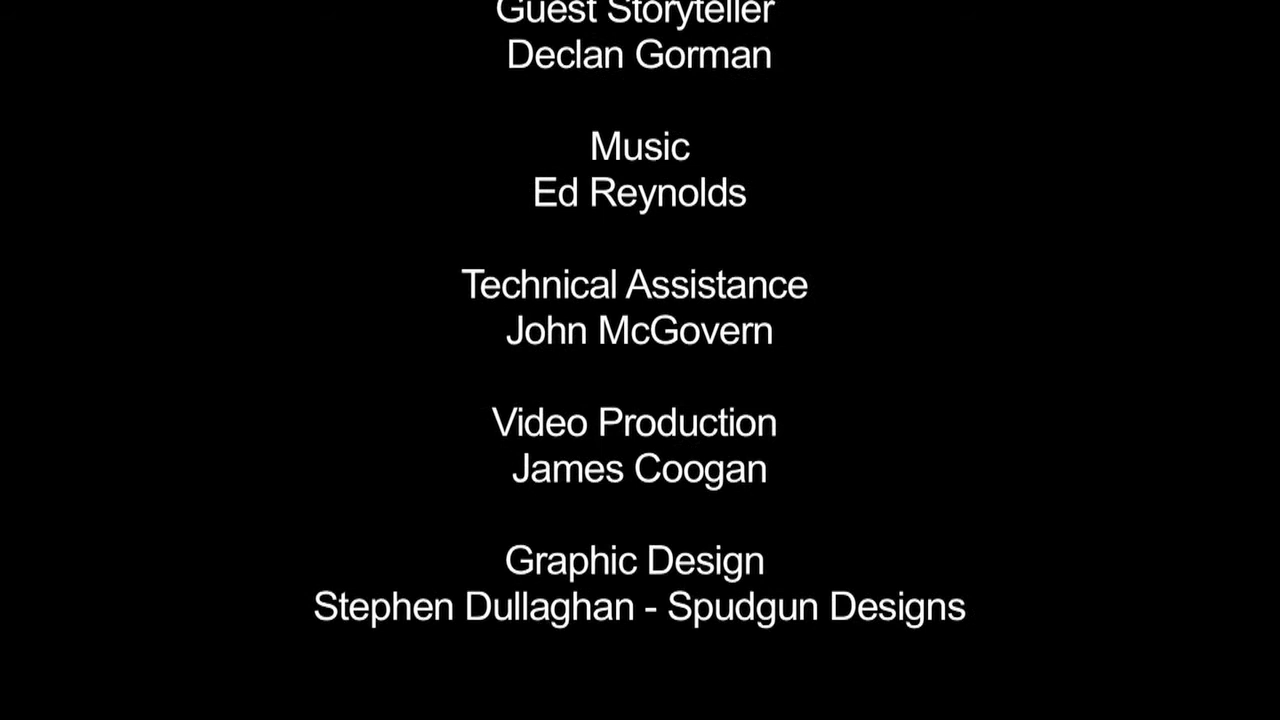 Guest Storyteller
Declan Gorman
Music
Ed Reynolds
Technical Assistance
John McGovern
Video Production
James Coogan
Graphic Design
Stephen Dullaghan - Spudgun Designs